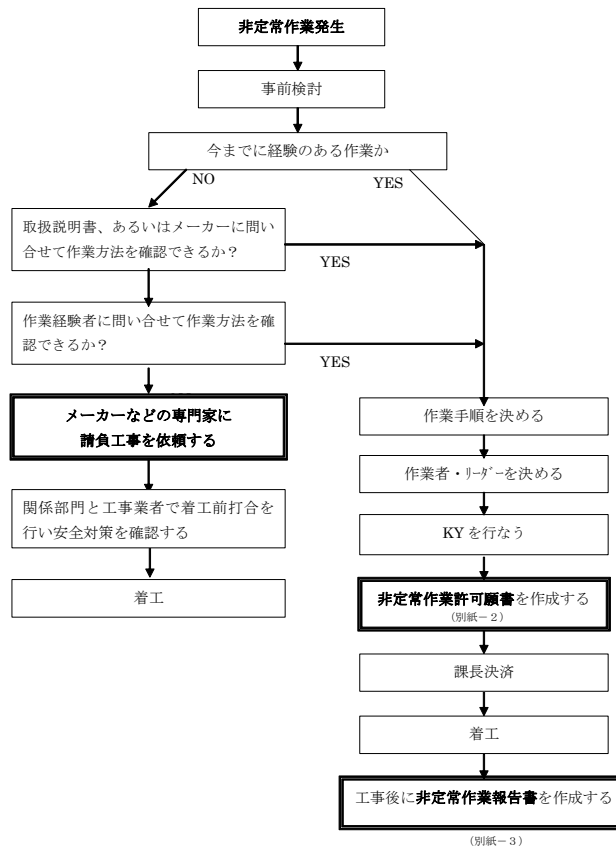 非定常作業発生
事前検討
今までに経験のある作業か
NO
YES
取扱説明書、あるいはメーカーに問い
合せて作業方法を確認できるか？
YES
作業経験者に問い合せて作業方法を確
認できるか？
YES
メーカーなどの専門家に
請負工事を依頼する
関係部門と工事業者で着工前打合を
行い安全対策を確認する
着工
作業手順を決める
作業者・ﾘｰﾀﾞｰを決める
KY を行なう
非定常作業許可願書を作成する
（別紙－２）
課長決済
着工
工事後に非定常作業報告書を作成する
（別紙－３）